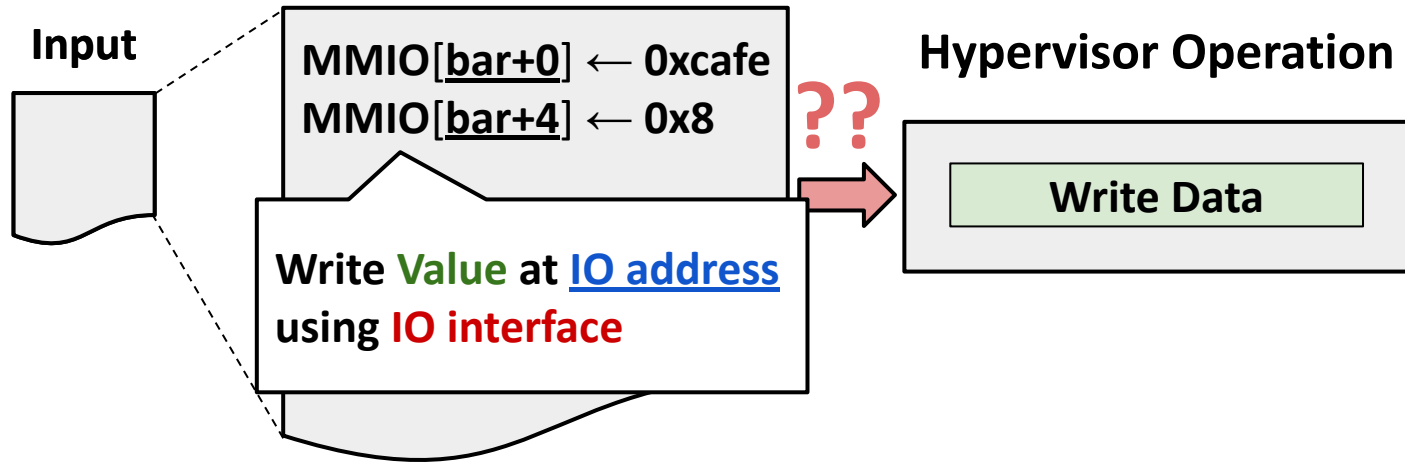 Input
MMIO[bar+0] ← 0xcafe
MMIO[bar+4] ← 0x8
Write Value at IO address
using IO interface
??
Hypervisor Operation
Write Data